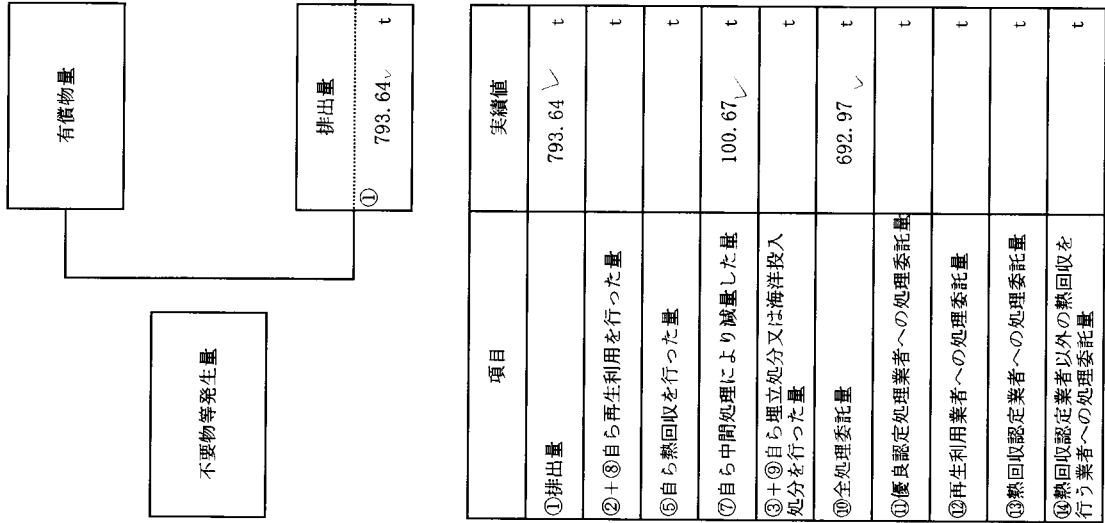 不要物等発生量
有償物量
排出量
① 793.64 t
項目 実績値
①排出量 793.64 t
②+⑧自ら再生利用を行った量 t
⑤自ら熱回収を行った量 t
⑦自ら中間処理により減量した量 100.67 t
③+⑨自ら埋立処分又は海洋投入
処分を行った量 t
⑩全処理委託量 692.97 t
⑪優良認定処理業者への処理委託量 t
⑫再生利用業者への処理委託量 t
⑬熱回収認定業者への処理委託量 t
⑭熱回収認定業者以外の熱回収を
行う業者への処理委託量 t